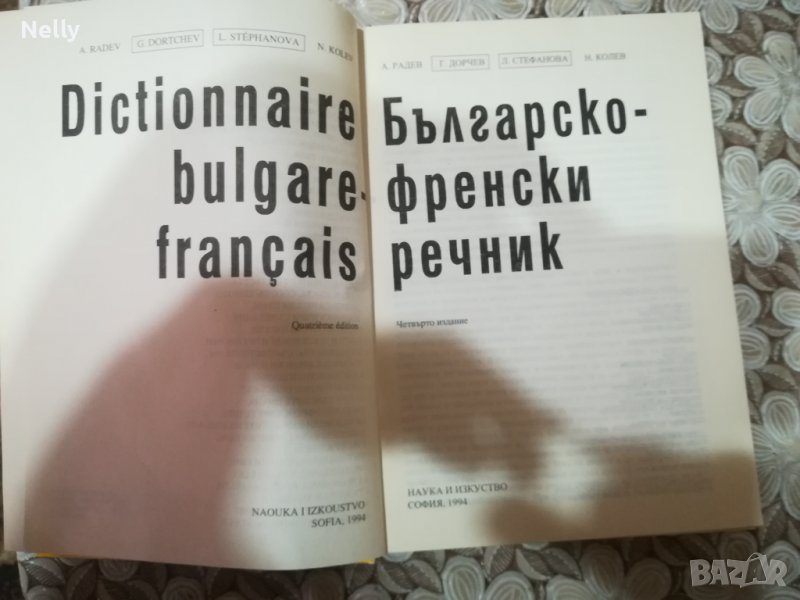 Nelly
A. RADEV G. DORTCHEV L. STÉPHANOVA N. KOLEV
Dictionnaire
bulgare-
français
Quatrième édition
NAOUKA I IZKOUSTVO
SOFIA, 1994
А. РАДЕВ Г. ДОРЧЕВ Л. СТЕФАНОВА Н. КОЛЕВ
Българско-
френски
речник
Четвърто издание
НАУКА И ИЗКУСТВО
СОФИЯ, 1994
BAZAR